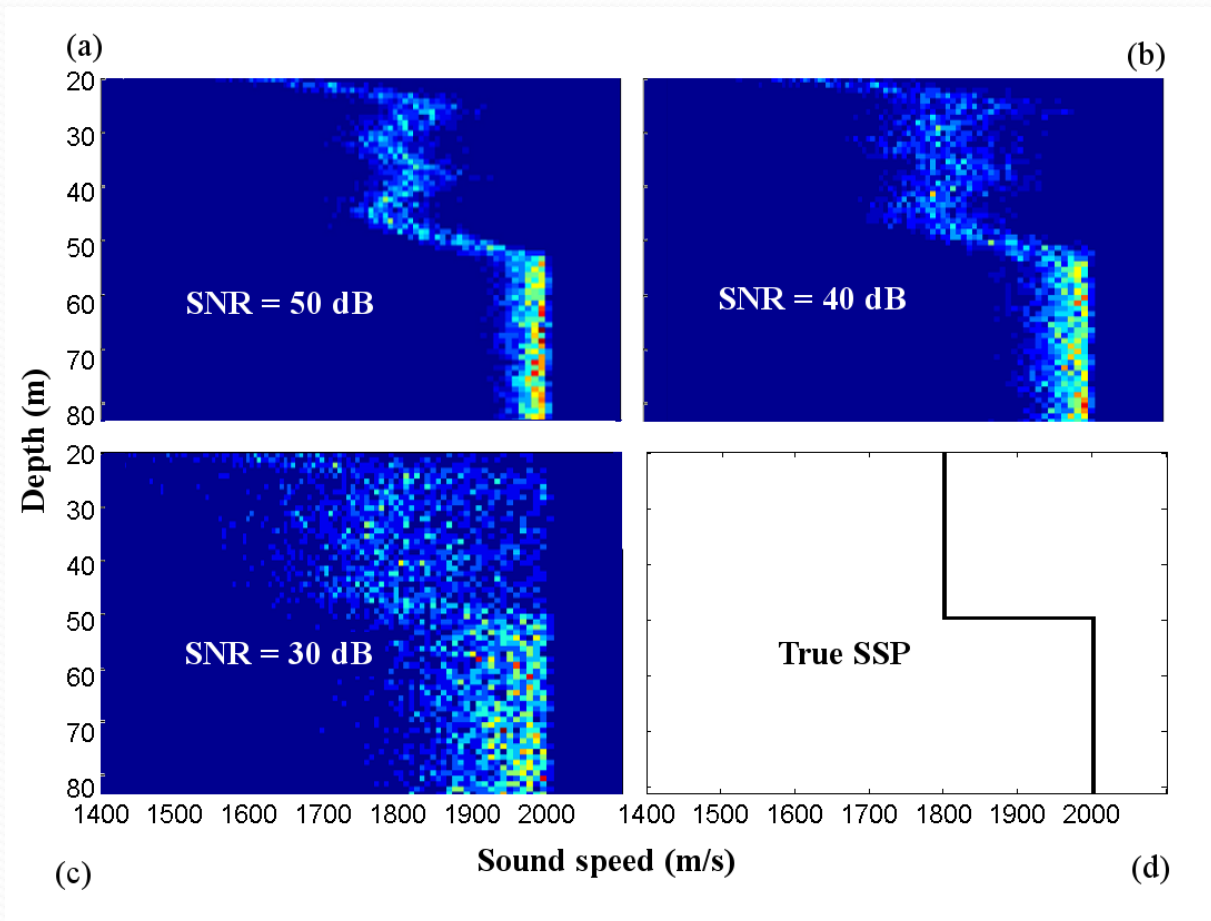 (a)
(b)
20
30
40
50
60
70
80
SNR = 50 dB
SNR = 40 dB
Depth (m)
20
30
40
50
60
70
80
SNR = 30 dB
True SSP
1400 1500 1600 1700 1800 1900 2000
1400 1500 1600 1700 1800 1900 2000
Sound speed (m/s)
(c)
(d)